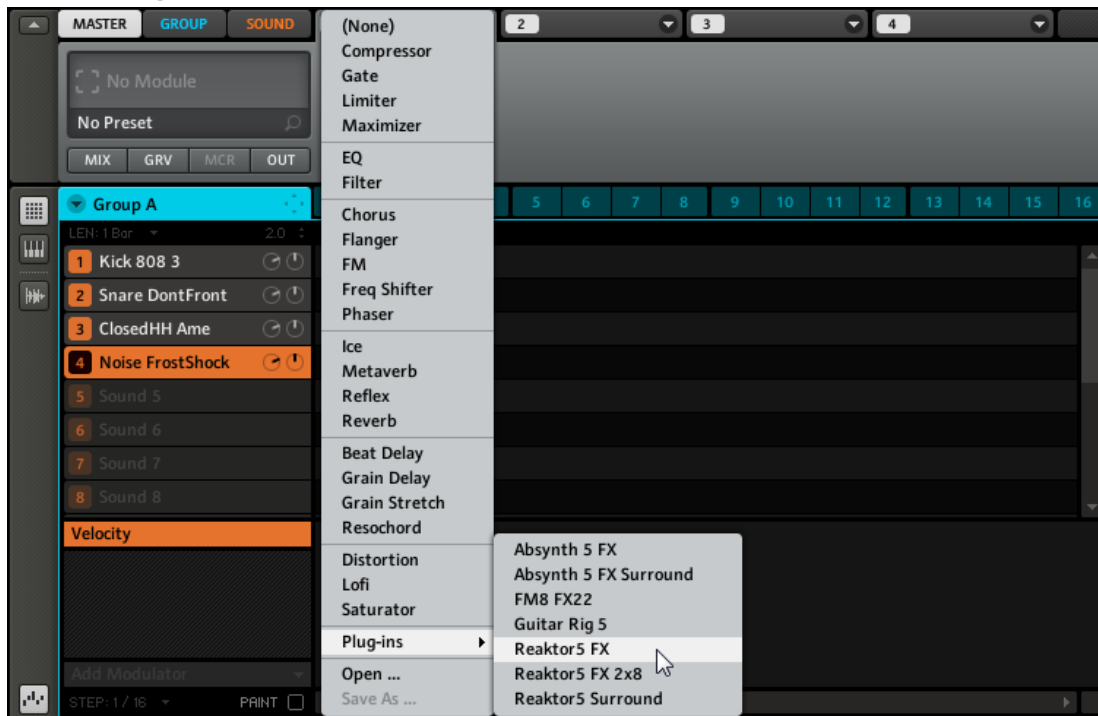 MASTER GROUP SOUND
2 3 4
No Module
No Preset
MIX GRV MCR OUT
Group A
5 6 7 8 9 10 11 12 13 14 15 16
LEN: 1 Bar 2.0
1 Kick 808 3
2 Snare DontFront
3 ClosedHH Ame
4 Noise FrostShock
5 Sound 5
6 Sound 6
7 Sound 7
8 Sound 8
Velocity
Add Modulator
STEP: 1 / 16 PAINT
(None)
Compressor
Gate
Limiter
Maximizer
EQ
Filter
Chorus
Flanger
FM
Freq Shifter
Phaser
Ice
Metaverb
Reflex
Reverb
Beat Delay
Grain Delay
Grain Stretch
Resochord
Distortion
Lofi
Saturator
Plug-ins
Open ...
Save As ...
Absynth 5 FX
Absynth 5 FX Surround
FM8 FX22
Guitar Rig 5
Reaktor5 FX
Reaktor5 FX 2x8
Reaktor5 Surround